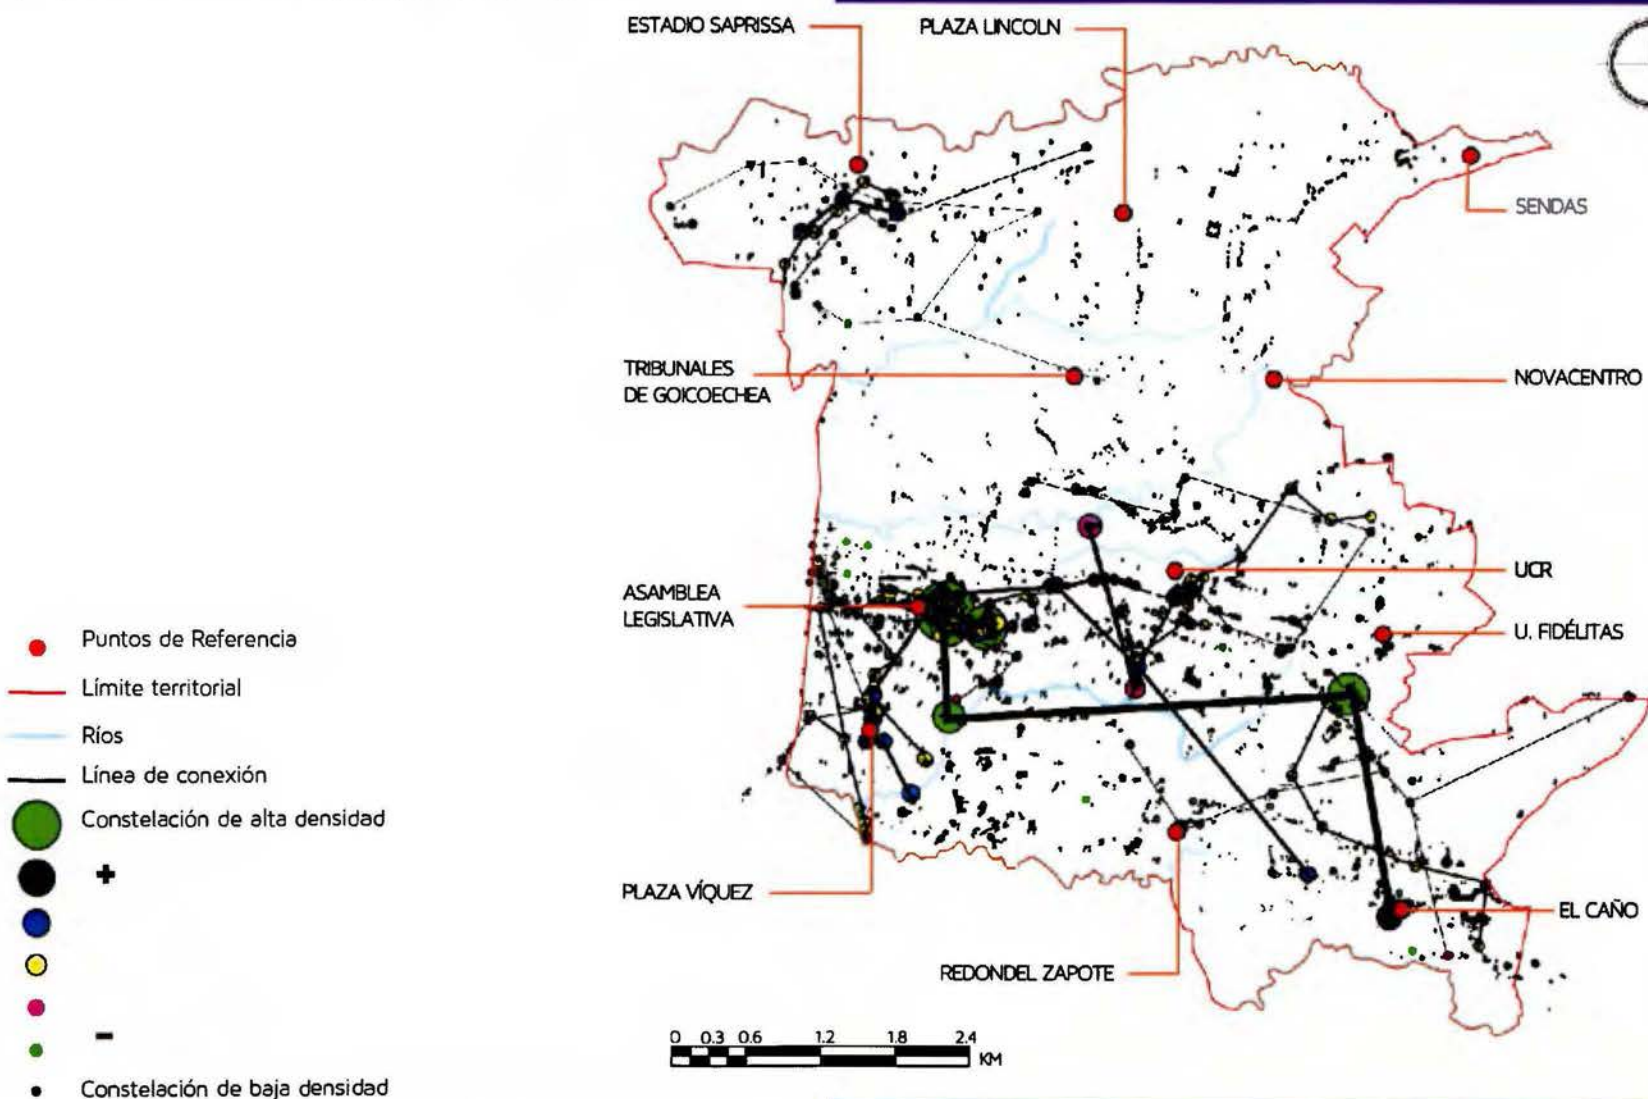 ESTADIO SAPRISSA
PLAZA LINCOLN
SENDAS
TRIBUNALES
DE GOICOECHEA
NOVACENTRO
UCR
ASAMBLEA
LEGISLATIVA
U. FIDÉLITAS
PLAZA VÍQUEZ
EL CAÑO
REDONDEL ZAPOTE
Puntos de Referencia
Límite territorial
Ríos
Línea de conexión
Constelación de alta densidad
+
-
Constelación de baja densidad
0 0.3 0.6 1.2 1.8 2.4
KM